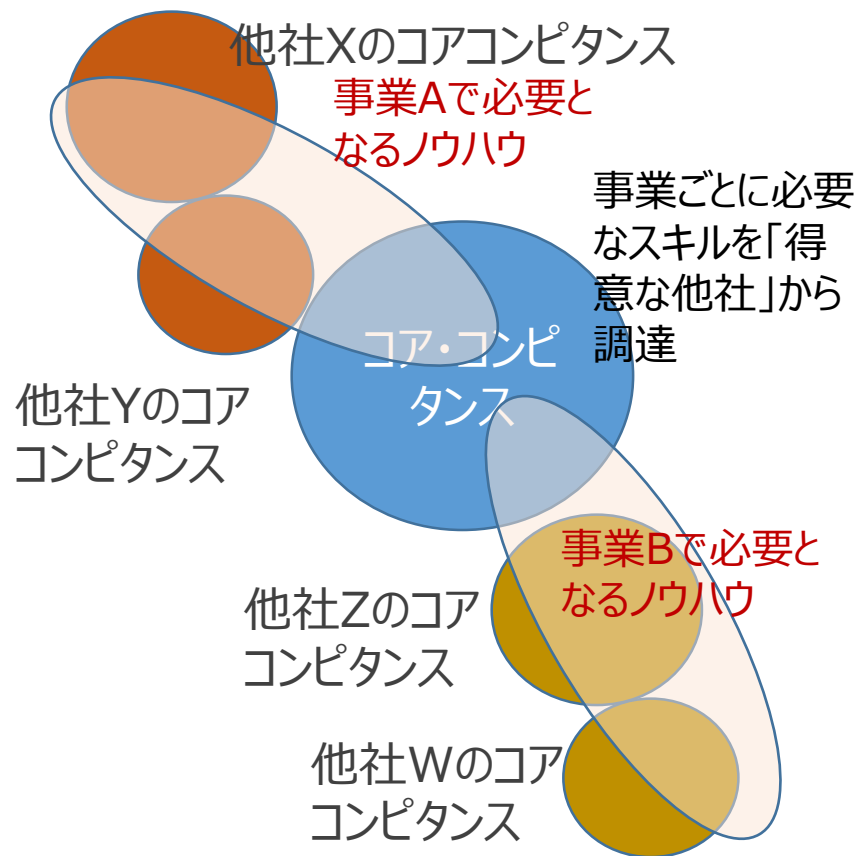 他社Xのコアコンピタンス
事業Aで必要と
なるノウハウ
事業ごとに必要
なスキルを「得
意な他社」から
調達
コア・コンピ
タンス
他社Yのコア
コンピタンス
事業Bで必要と
なるノウハウ
他社Zのコア
コンピタンス
他社Wのコア
コンピタンス